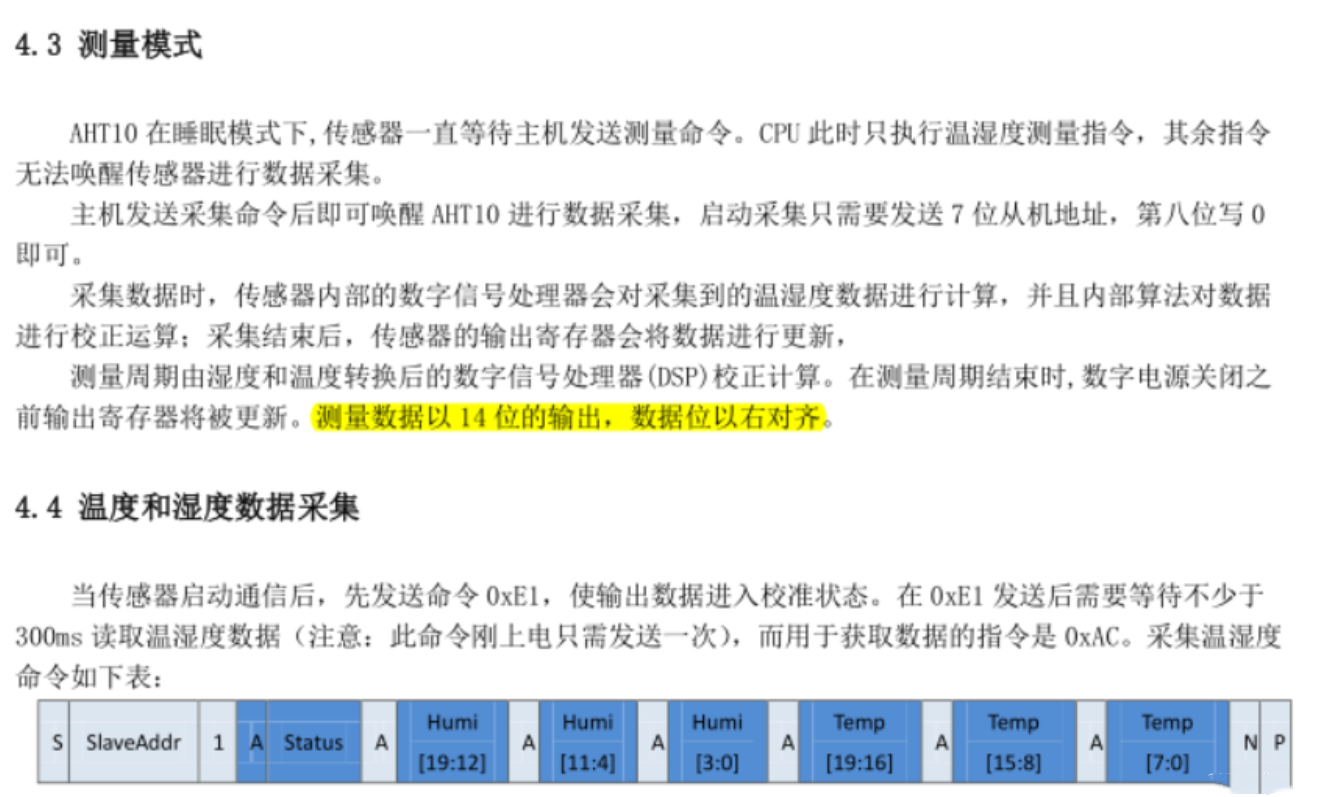 4.3 测量模式
AHT10 在睡眠模式下,传感器一直等待主机发送测量命令。CPU 此时只执行温湿度测量指令，其余指令
无法唤醒传感器进行数据采集。
主机发送采集命令后即可唤醒 AHT10 进行数据采集，启动采集只需要发送 7 位从机地址，第八位写 0
即可。
采集数据时，传感器内部的数字信号处理器会对采集到的温湿度数据进行计算，并且内部算法对数据
进行校正运算；采集结束后，传感器的输出寄存器会将数据进行更新，
测量周期由湿度和温度转换后的数字信号处理器(DSP)校正计算。在测量周期结束时,数字电源关闭之
前输出寄存器将被更新。测量数据以 14 位的输出，数据位以右对齐。
4.4 温度和湿度数据采集
当传感器启动通信后，先发送命令 0xE1，使输出数据进入校准状态。在 0xE1 发送后需要等待不少于
300ms 读取温湿度数据（注意：此命令刚上电只需发送一次），而用于获取数据的指令是 0xAC。采集温湿度
命令如下表：
S SlaveAddr 1 A Status A Humi [19:12] A Humi [11:4] A Humi [3:0] A Temp [19:16] A Temp [15:8] A Temp [7:0] N P